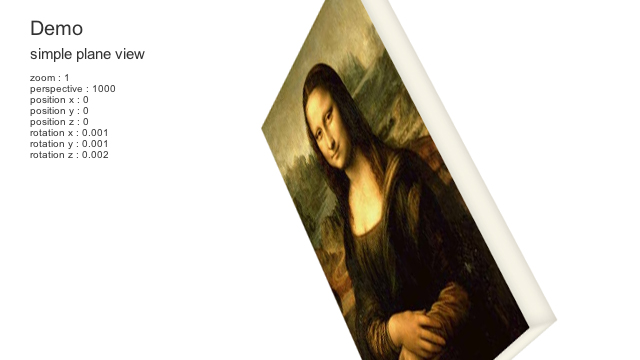 Demo
simple plane view
zoom : 1
perspective : 1000
position x : 0
position y : 0
position z : 0
rotation x : 0.001
rotation y : 0.001
rotation z : 0.002